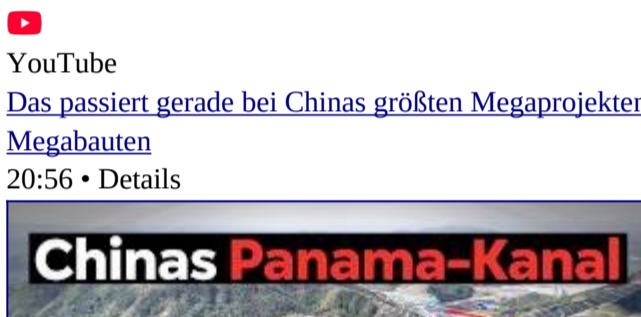 YouTube
Das passiert gerade bei Chinas größten Megaprojekten
Megabauten
20:56 • Details
Chinas Panama-Kanal